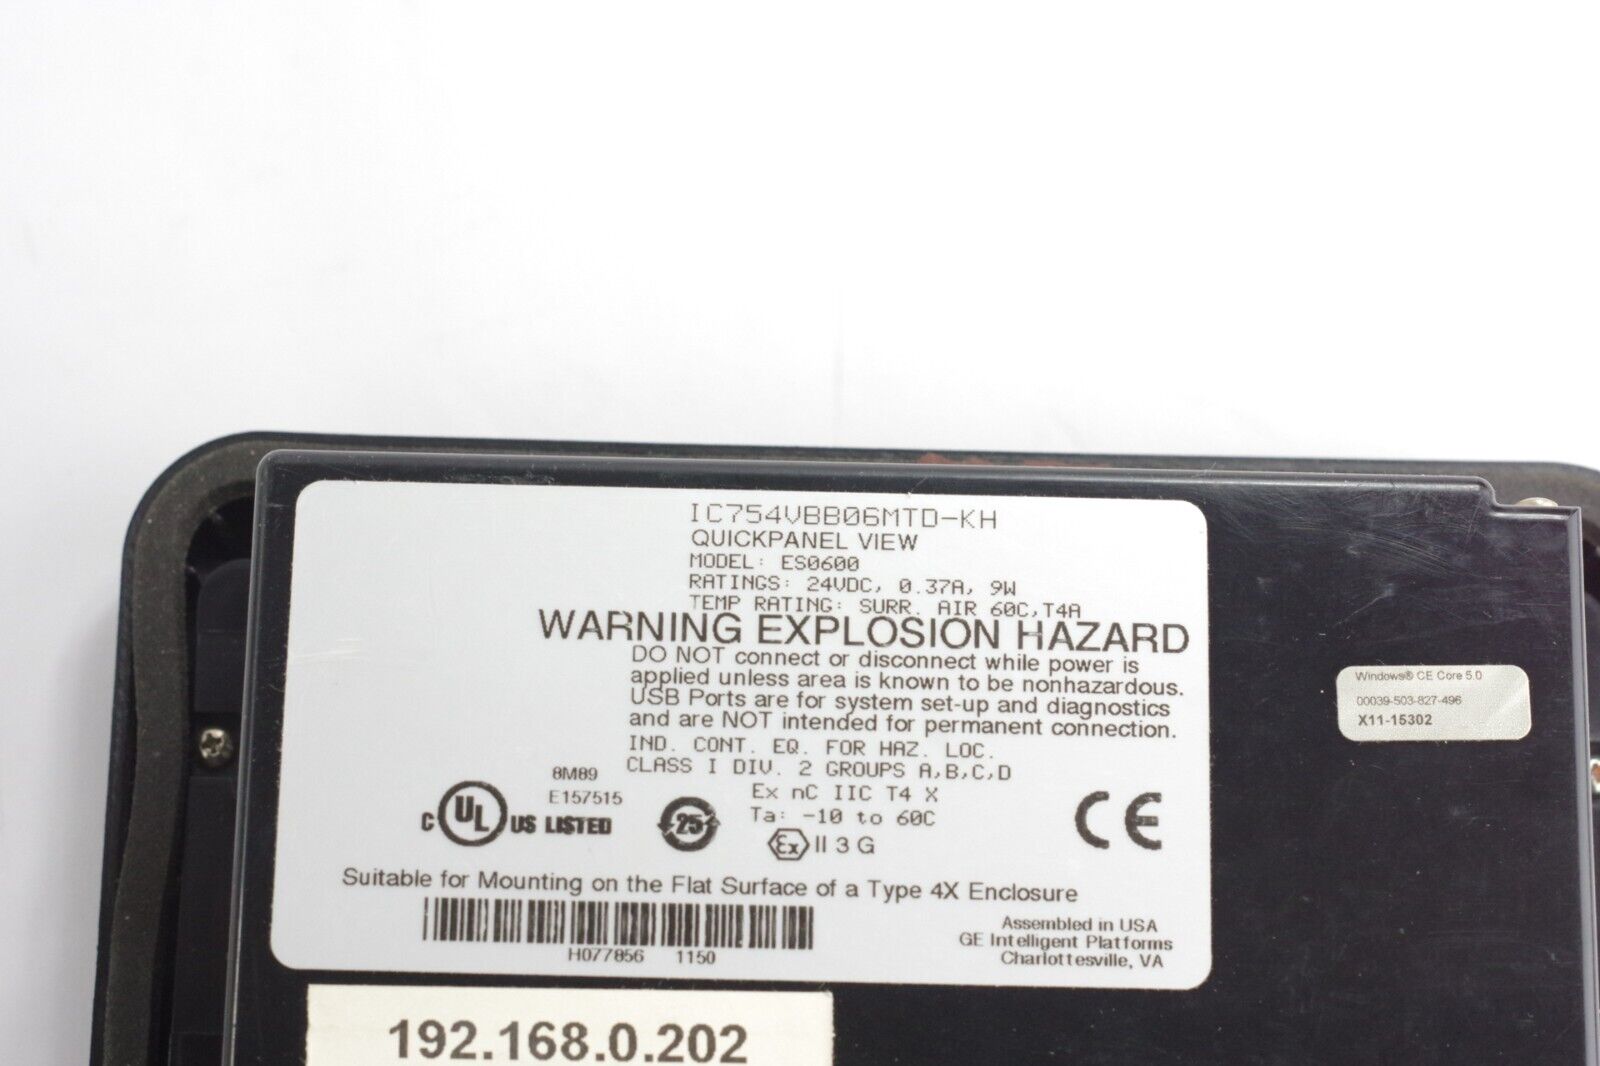 IC754VBB06MTD-KH
QUICKPANEL VIEW
MODEL: ES0600
RATINGS: 24VDC, 0.37A, 9W
TEMP RATING: SURR. AIR 60C,T4A
WARNING EXPLOSION HAZARD
DO NOT connect or disconnect while power is
applied unless area is known to be nonhazardous.
USB Ports are for system set-up and diagnostics
and are NOT intended for permanent connection.
IND. CONT. EQ. FOR HAZ. LOC.
CLASS I DIV. 2 GROUPS A,B,C,D
8M89
E157515
C UL US LISTED
25
Ex nC IIC T4 X
Ta: -10 to 60C
Ex II 3 G
CE
Suitable for Mounting on the Flat Surface of a Type 4X Enclosure
H077856 1150
Assembled in USA
GE Intelligent Platforms
Charlottesville, VA
Windows® CE Core 5.0
00039-503-827-496
X11-15302
192.168.0.202